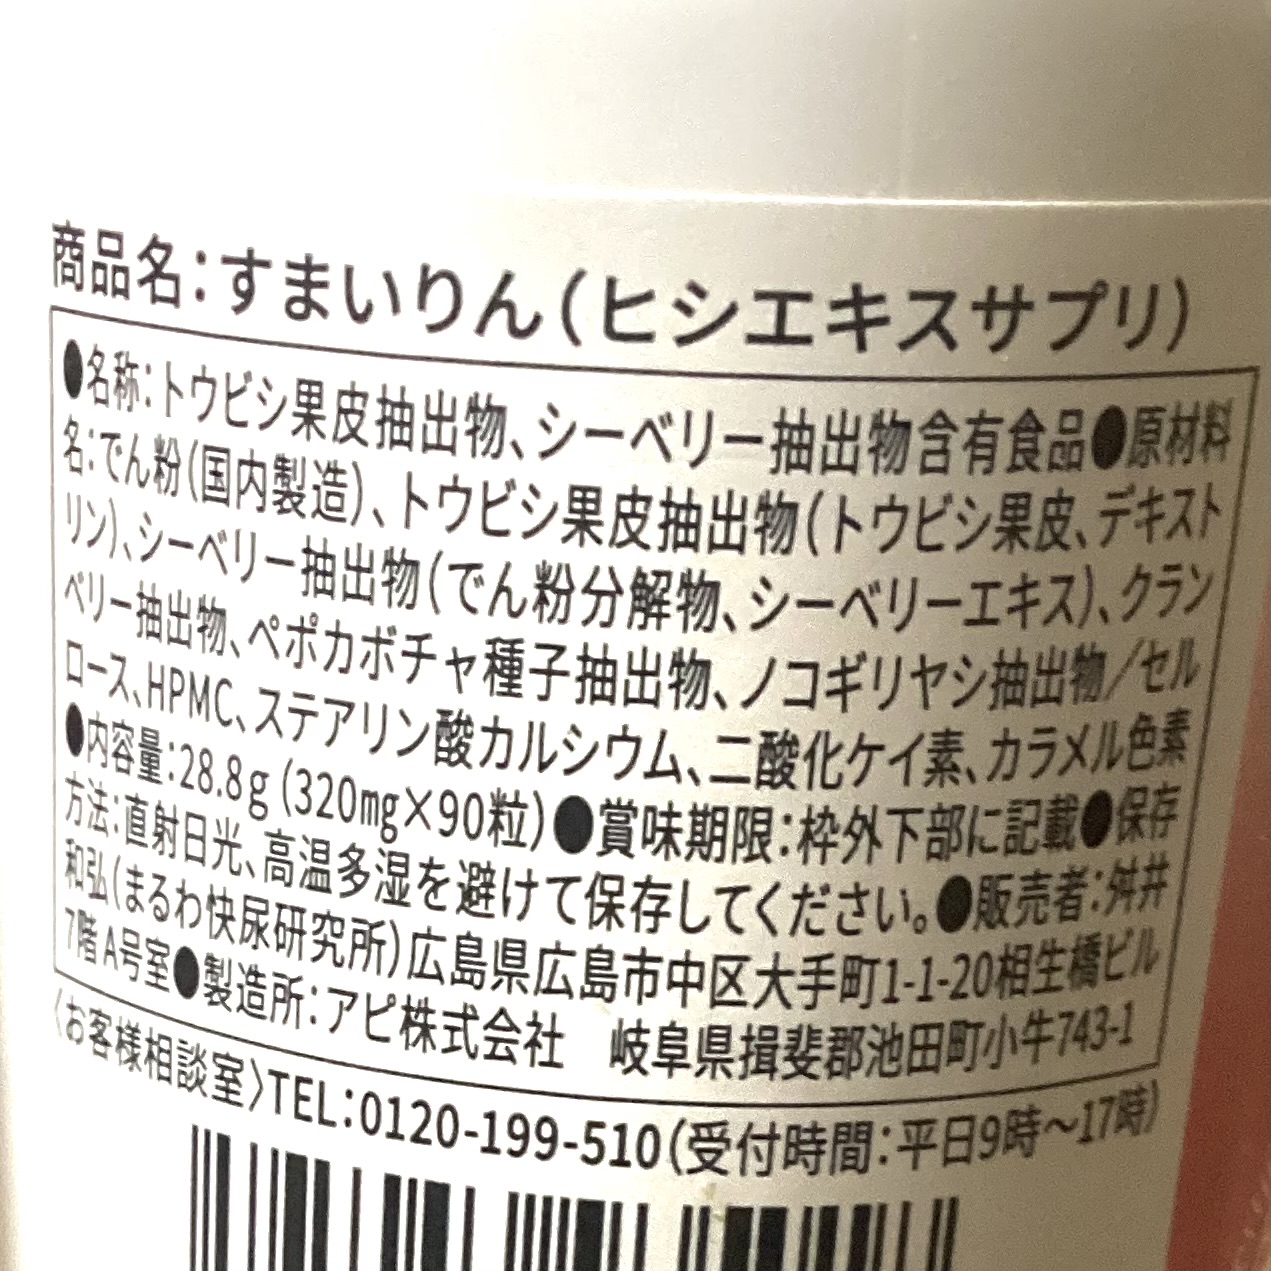 商品名：すまいりん（ヒシエキスサプリ）
●名称：トウビシ果皮抽出物、シーベリー抽出物含有食品●原材料
名：でん粉（国内製造）、トウビシ果皮抽出物（トウビシ果皮、デキスト
リン）、シーベリー抽出物（でん粉分解物、シーベリーエキス）、クラン
ベリー抽出物、ペポカボチャ種子抽出物、ノコギリヤシ抽出物／セル
ロース、HPMC、ステアリン酸カルシウム、二酸化ケイ素、カラメル色素
●内容量：28.8g（320mg×90粒）●賞味期限：枠外下部に記載●保存
方法：直射日光、高温多湿を避けて保存してください。●販売者：舛井
和弘（まるわ快尿研究所）広島県広島市中区大手町1-1-20相生橋ビル
7階A号室●製造所：アピ株式会社　岐阜県揖斐郡池田町小牛743-1
〈お客様相談室〉TEL：0120-199-510（受付時間：平日9時〜17時）